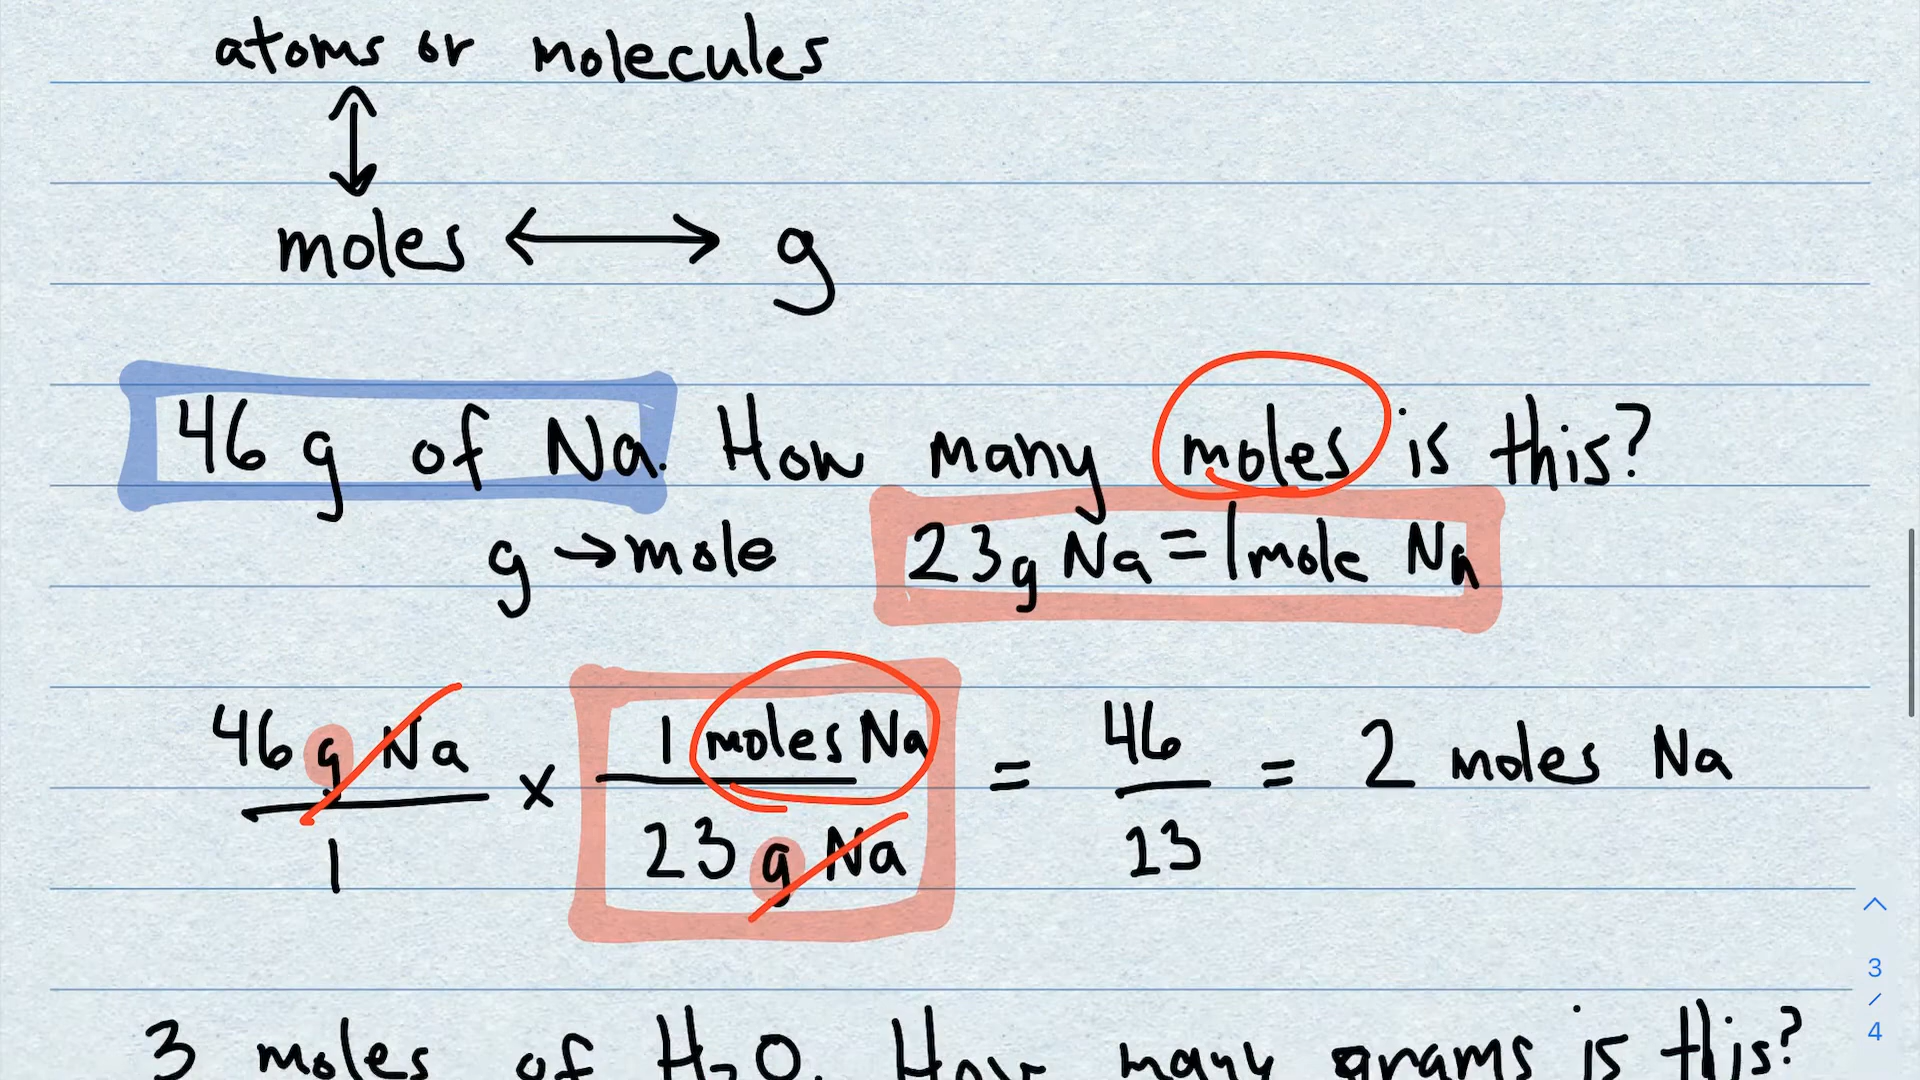 atoms or molecules
↕
moles ⟷ g
46 g of Na. How many moles is this?
g → mole 23g Na = 1 mole Na
46 g Na / 1 × 1 moles Na / 23 g Na = 46 / 23 = 2 moles Na
3 moles of H2O. How many grams is this?
3 / 4